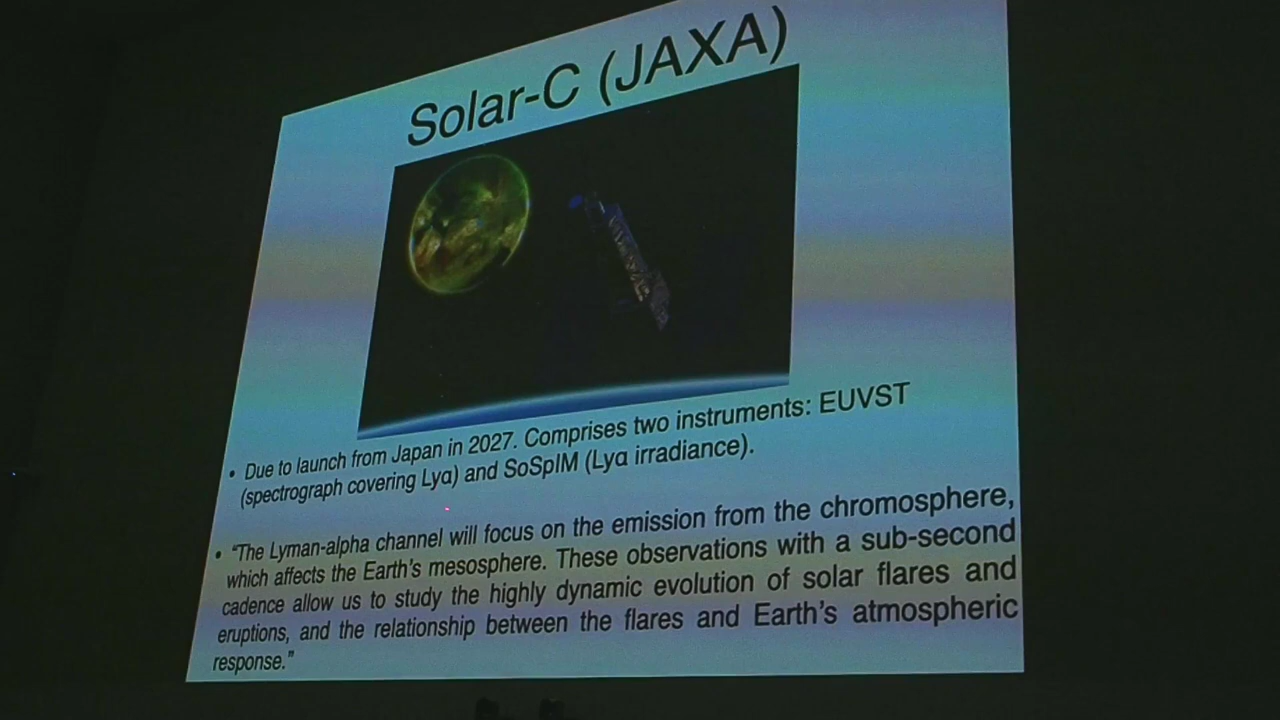 Solar-C (JAXA)
• Due to launch from Japan in 2027. Comprises two instruments: EUVST
(spectrograph covering Lyα) and SoSpIM (Lyα irradiance).
• “The Lyman-alpha channel will focus on the emission from the chromosphere,
which affects the Earth’s mesosphere. These observations with a sub-second
cadence allow us to study the highly dynamic evolution of solar flares and
eruptions, and the relationship between the flares and Earth’s atmospheric
response.”